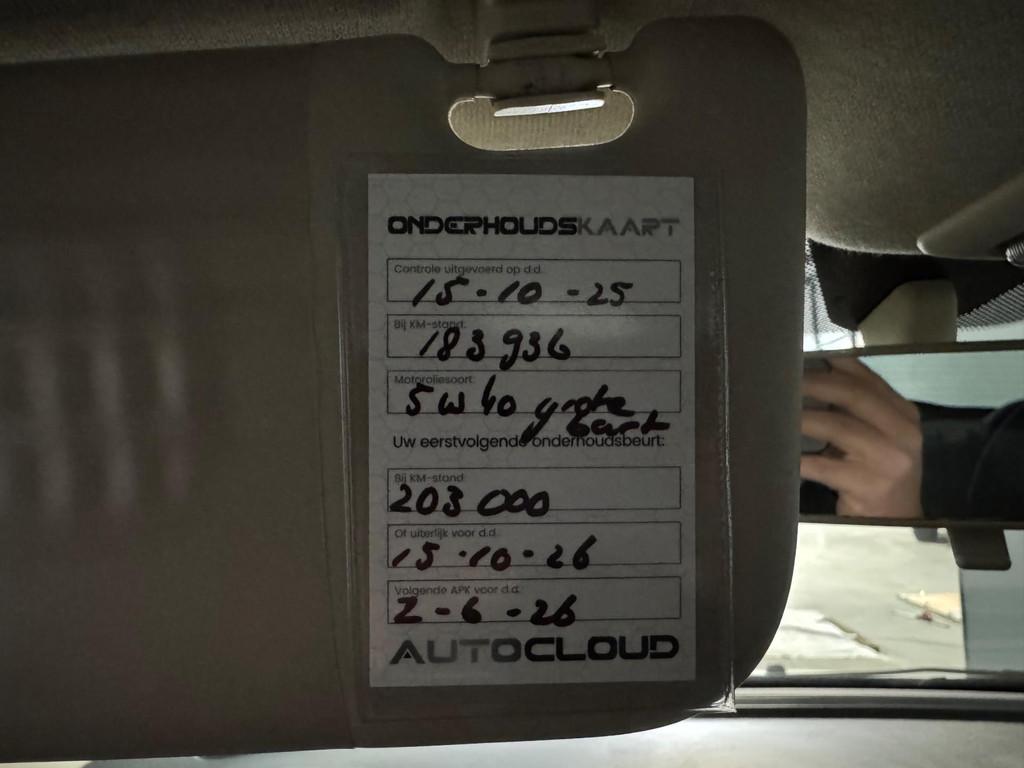 ONDERHOUDSKAART
Controle uitgevoerd op d.d.
15-10-25
Bij KM-stand:
183936
Motoroliesoort:
5w40 grote
beurt
Uw eerstvolgende onderhoudsbeurt:
Bij KM-stand:
203000
Of uiterlijk voor d.d.
15-10-26
Volgende APK voor d.d.
2-6-26
AUTOCLOUD